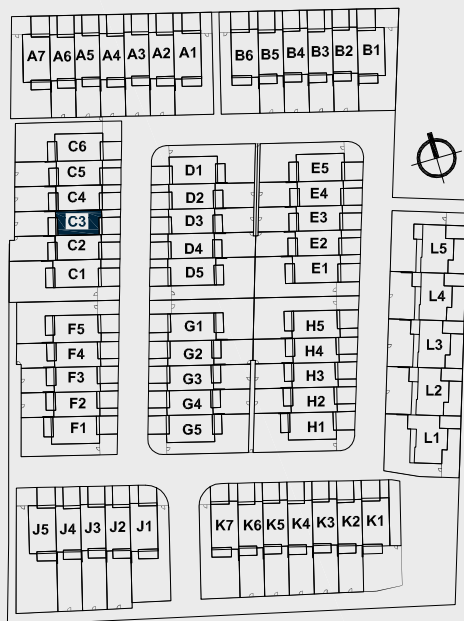 A7 A6 A5 A4 A3 A2 A1
B6 B5 B4 B3 B2 B1
C6
C5
C4
C3
C2
C1
D1
D2
D3
D4
D5
E5
E4
E3
E2
E1
F5
F4
F3
F2
F1
G1
G2
G3
G4
G5
H5
H4
H3
H2
H1
L5
L4
L3
L2
L1
J5 J4 J3 J2 J1
K7 K6 K5 K4 K3 K2 K1